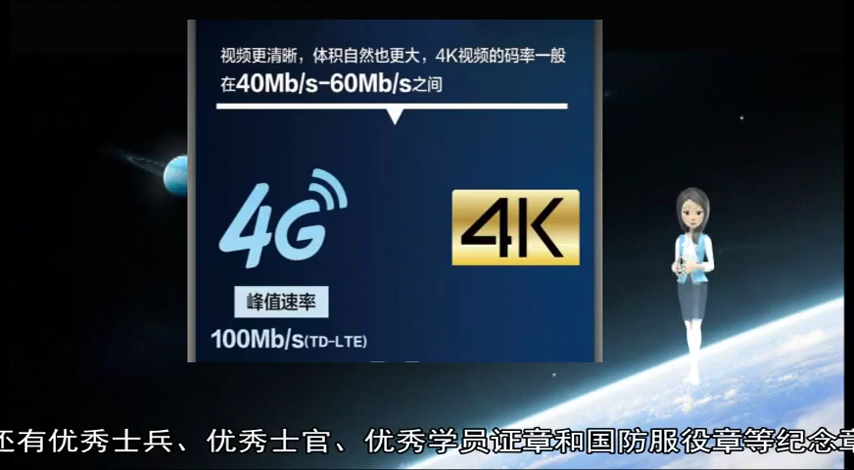 视频更清晰，体积自然也更大，4K视频的码率一般
在40Mb/s-60Mb/s之间
4G
4K
峰值速率
100Mb/s(TD-LTE)
还有优秀士兵、优秀士官、优秀学员证章和国防服役章等纪念章